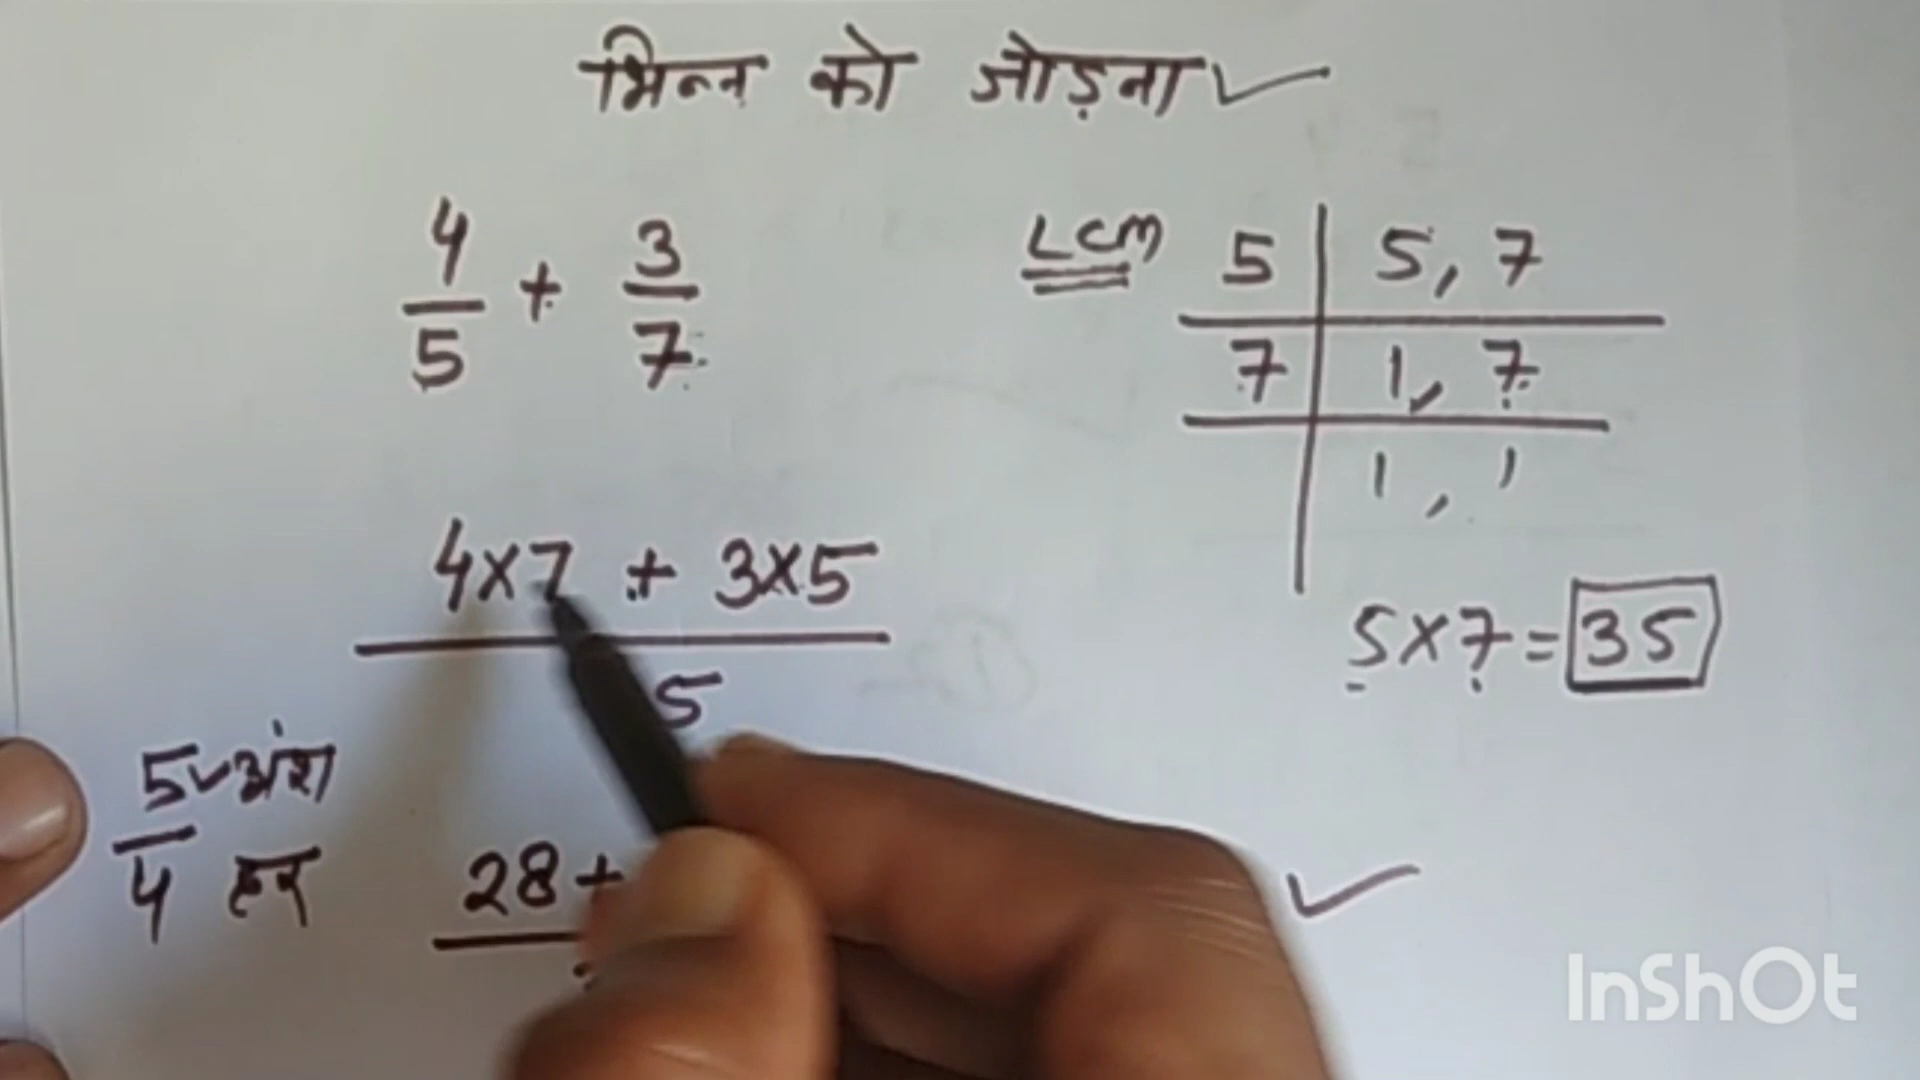 भिन्न को जोड़ना ✓
4/5 + 3/7
LCM
5 | 5, 7
7 | 1, 7
1, 1
5×7=35
4×7 + 3×5
5
5 ✓ अंश
4 हर
28+
✓
InShOt